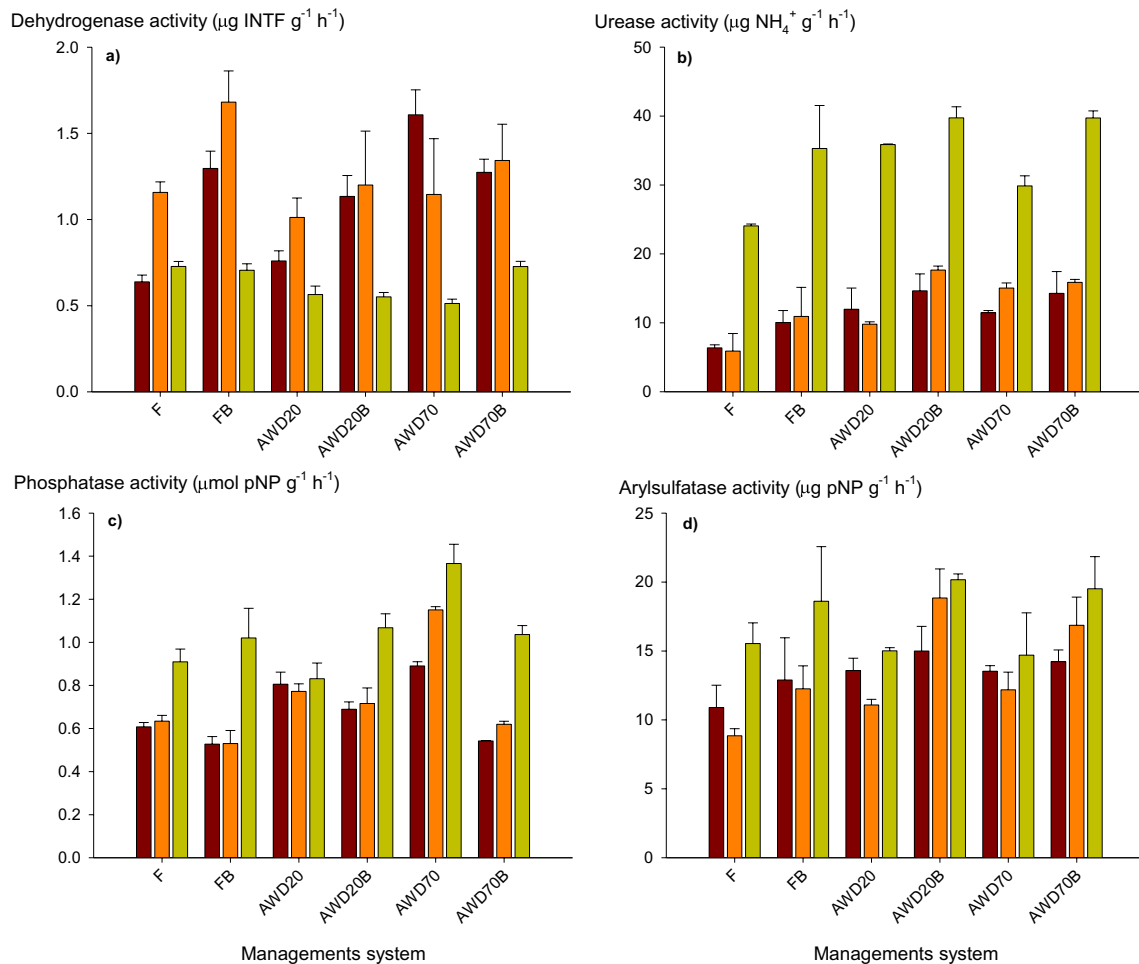 Dehydrogenase activity (μg INTF g⁻¹ h⁻¹)
a)
2.0
1.5
1.0
0.5
0.0
F
FB
AWD20
AWD20B
AWD70
AWD70B
Urease activity (μg NH₄⁺ g⁻¹ h⁻¹)
b)
50
40
30
20
10
0
F
FB
AWD20
AWD20B
AWD70
AWD70B
Phosphatase activity (μmol pNP g⁻¹ h⁻¹)
c)
1.6
1.4
1.2
1.0
0.8
0.6
0.4
0.2
0.0
F
FB
AWD20
AWD20B
AWD70
AWD70B
Managements system
Arylsulfatase activity (μg pNP g⁻¹ h⁻¹)
d)
25
20
15
10
5
0
F
FB
AWD20
AWD20B
AWD70
AWD70B
Managements system